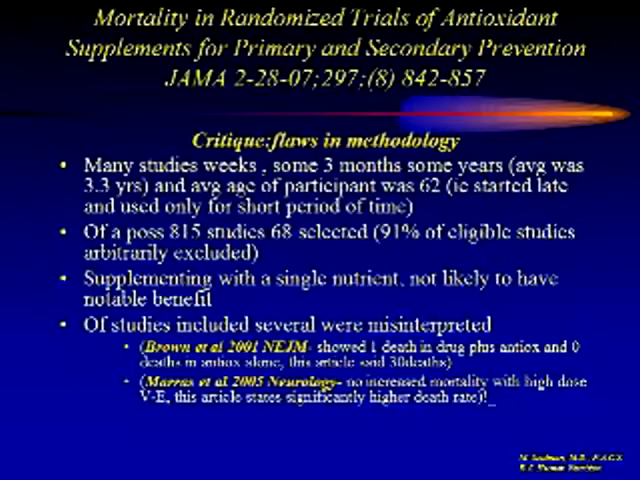 Mortality in Randomized Trials of Antioxidant
Supplements for Primary and Secondary Prevention
JAMA 2-28-07;297;(8) 842-857
Critique:flaws in methodology
• Many studies weeks , some 3 months some years (avg was
3.3 yrs) and avg age of participant was 62 (ie started late
and used only for short period of time)
• Of a poss 815 studies 68 selected (91% of eligible studies
arbitrarily excluded)
• Supplementing with a single nutrient, not likely to have
notable benefit
• Of studies included several were misinterpreted
• (Brown et al 2001 NEJM- showed 1 death in drug plus antiox and 0
deaths in antiox alone, this article said 30deaths)
• (Marras et al 2005 Neurology- no increased mortality with high dose
V-E, this article states significantly higher death rate)!_